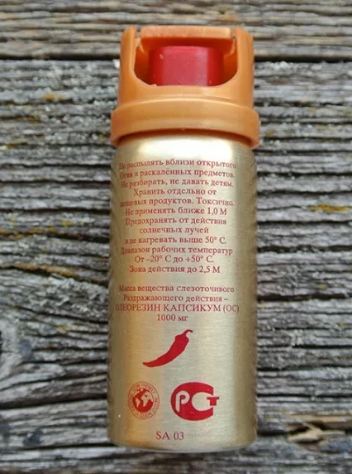 Не распылять вблизи открытого
огня и раскалённых предметов.
Не разбирать, не давать детям.
Хранить отдельно от
пищевых продуктов. Токсично.
Не применять ближе 1,0 М
Предохранять от действия
солнечных лучей
и не нагревать выше 50° С.
Диапазон рабочих температур
От –20° С до +50° С.
Зона действия до 2,5 М
Масса вещества слезоточивого
Раздражающего действия –
ОЛЕОРЕЗИН КАПСИКУМ (ОС)
1000 мг
РСТ
SA 03